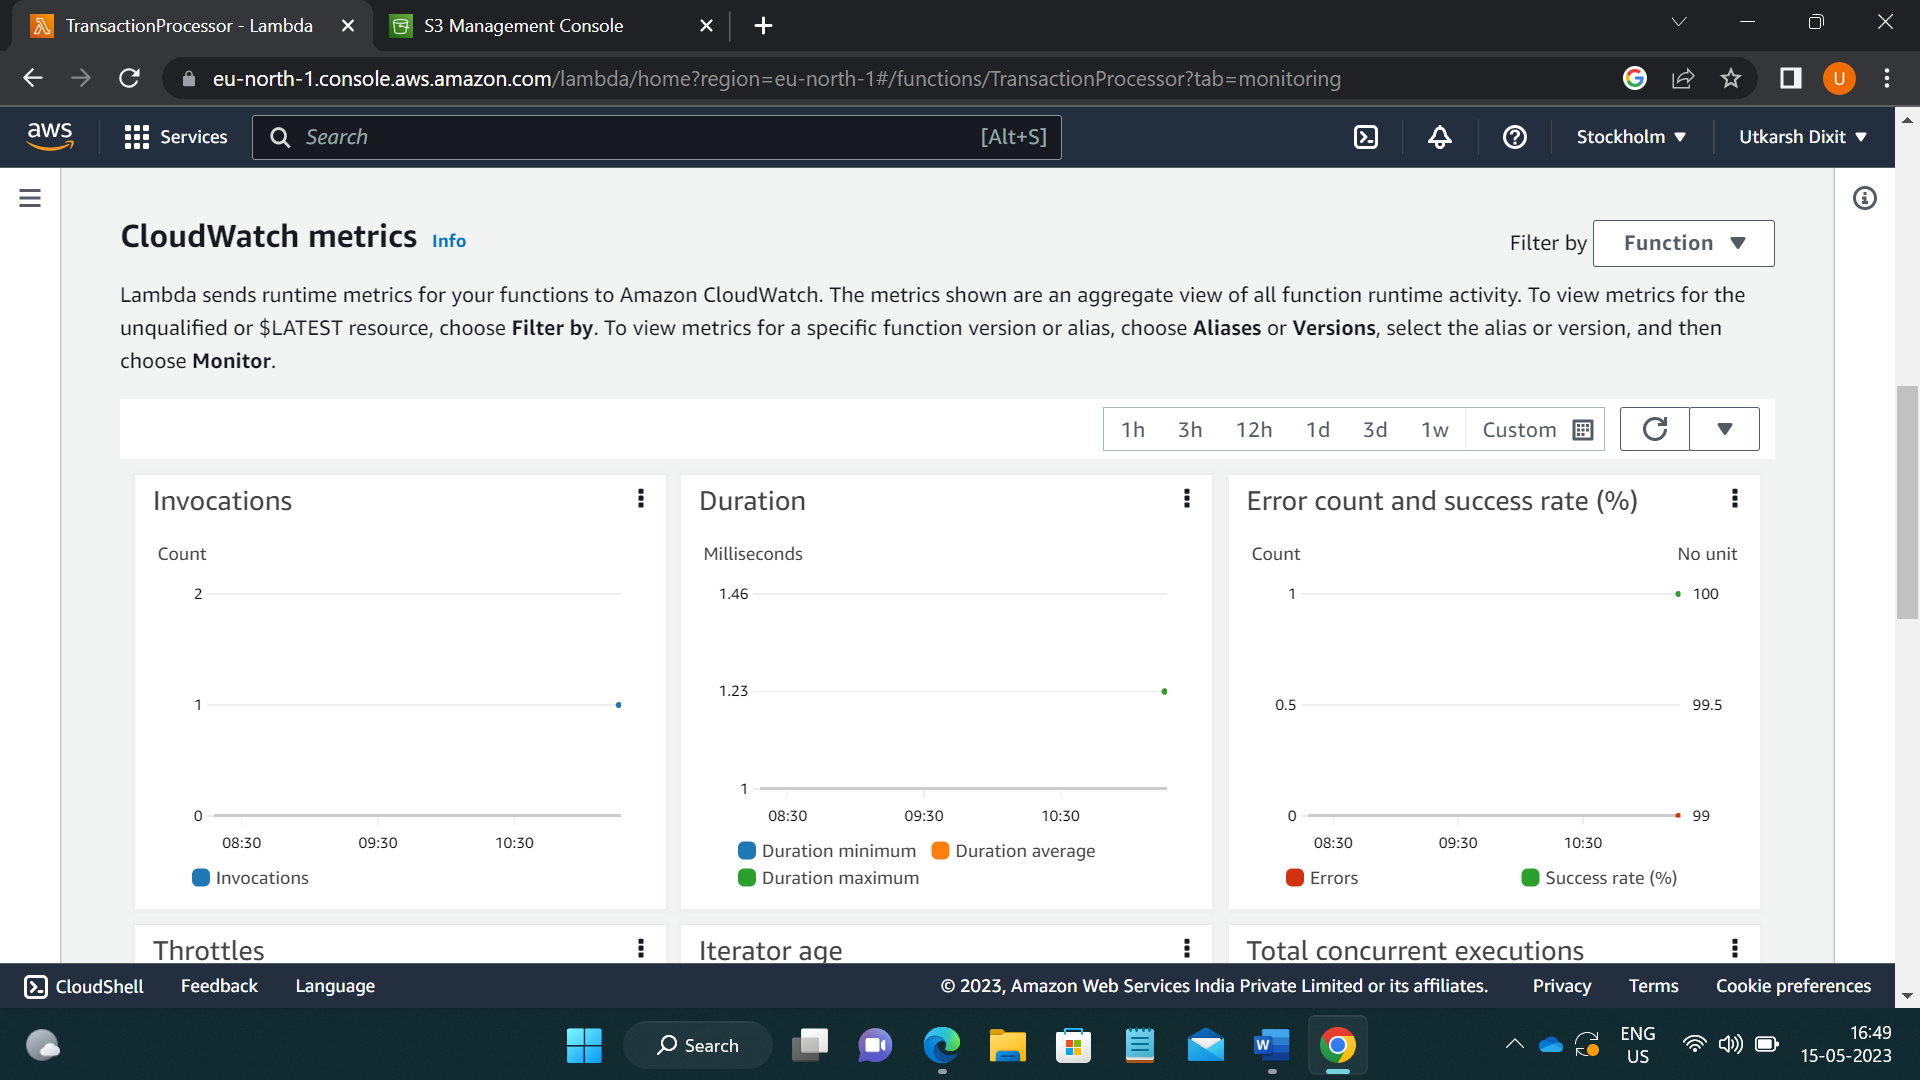 TransactionProcessor - Lambda
S3 Management Console
eu-north-1.console.aws.amazon.com/lambda/home?region=eu-north-1#/functions/TransactionProcessor?tab=monitoring
U
aws
Services
Search
[Alt+S]
Stockholm
Utkarsh Dixit
CloudWatch metrics Info
Filter by Function
Lambda sends runtime metrics for your functions to Amazon CloudWatch. The metrics shown are an aggregate view of all function runtime activity. To view metrics for the
unqualified or $LATEST resource, choose Filter by. To view metrics for a specific function version or alias, choose Aliases or Versions, select the alias or version, and then
choose Monitor.
1h 3h 12h 1d 3d 1w Custom
Invocations
Count
2
1
0
08:30 09:30 10:30
Invocations
Duration
Milliseconds
1.46
1.23
1
08:30 09:30 10:30
Duration minimum Duration average
Duration maximum
Error count and success rate (%)
Count No unit
1 100
0.5 99.5
0 99
08:30 09:30 10:30
Errors Success rate (%)
Throttles
Iterator age
Total concurrent executions
CloudShell Feedback Language
© 2023, Amazon Web Services India Private Limited or its affiliates. Privacy Terms Cookie preferences
Search
W
ENG
US
16:49
15-05-2023